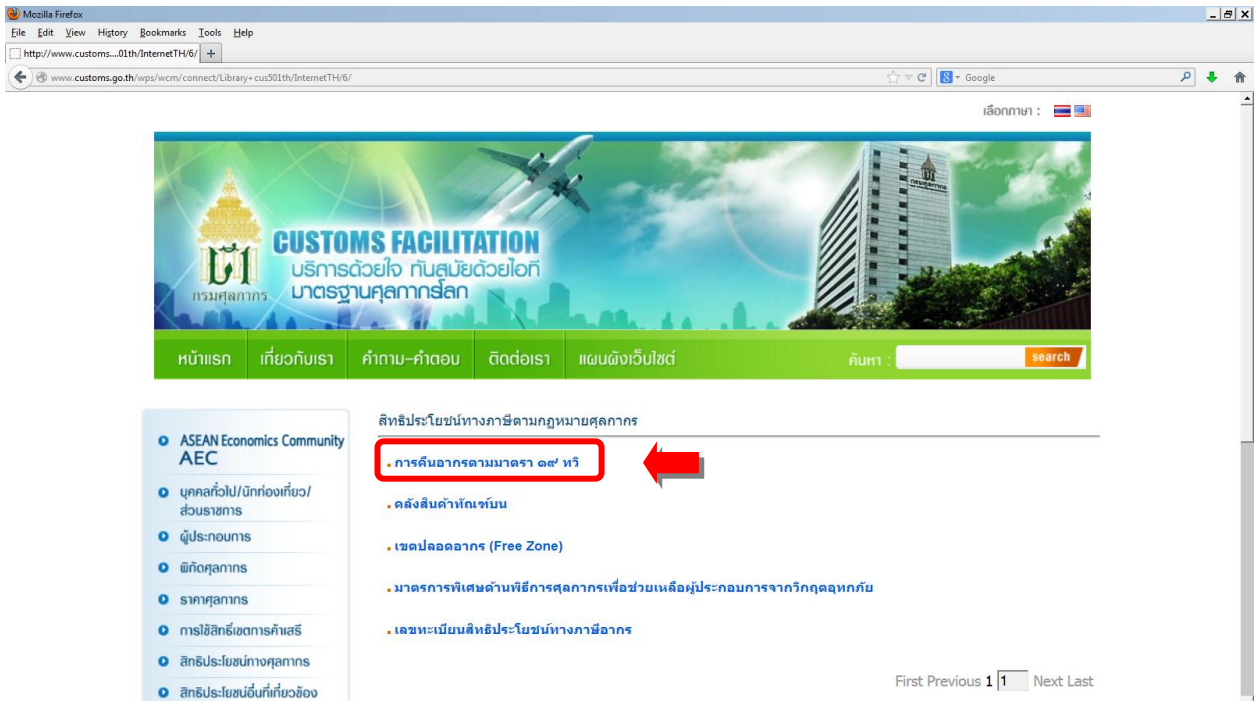 Mozilla Firefox
File Edit View History Bookmarks Tools Help
http://www.customs....01th/InternetTH/6/
www.customs.go.th/wps/wcm/connect/Library+cus501th/InternetTH/6/
Google
เลือกภาษา :
กรมศุลกากร
CUSTOMS FACILITATION
บริการด้วยใจ ทันสมัยด้วยไอที
มาตรฐานศุลกากรโลก
กรมศุลกากร
หน้าแรก เกี่ยวกับเรา คำถาม-คำตอบ ติดต่อเรา แผนผังเว็บไซต์ ค้นหา : search
สิทธิประโยชน์ทางภาษีตามกฎหมายศุลกากร
การคืนอากรตามมาตรา ๑๙ ทวิ
คลังสินค้าทัณฑ์บน
เขตปลอดอากร (Free Zone)
มาตรการพิเศษด้านพิธีการศุลกากรเพื่อช่วยเหลือผู้ประกอบการจากวิกฤตอุทกภัย
เลขทะเบียนสิทธิประโยชน์ทางภาษีอากร
First Previous 1 1 Next Last
ASEAN Economics Community
AEC
บุคคลทั่วไป/นักท่องเที่ยว/
ส่วนราชการ
ผู้ประกอบการ
พิกัดศุลกากร
ราคาศุลกากร
การใช้สิทธิ์เขตการค้าเสรี
สิทธิประโยชน์ทางศุลกากร
สิทธิประโยชน์อื่นที่เกี่ยวข้อง